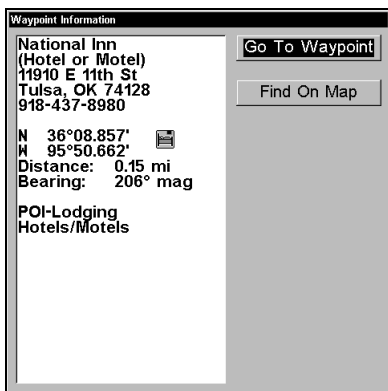 Waypoint Information
National Inn
(Hotel or Motel)
11910 E 11th St
Tulsa, OK 74128
918-437-8980
N 36°08.857'
W 95°50.662'
Distance: 0.15 mi
Bearing: 206° mag
POI-Lodging
Hotels/Motels
Go To Waypoint
Find On Map